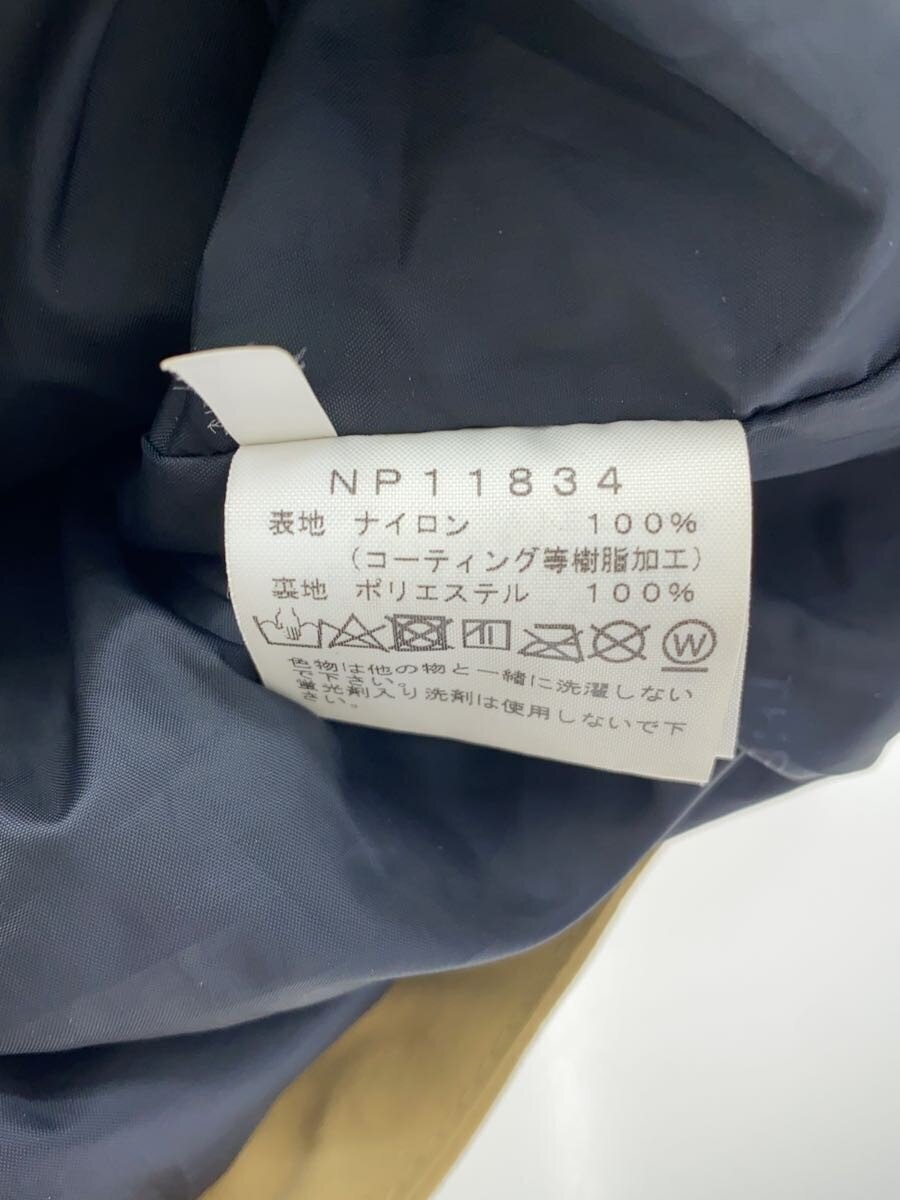 NP11834
表地 ナイロン 100%
(コーティング等樹脂加工)
裏地 ポリエステル 100%
W
色物は他の物と一緒に洗濯しない
で下さい。
蛍光剤入り洗剤は使用しないで下
さい。